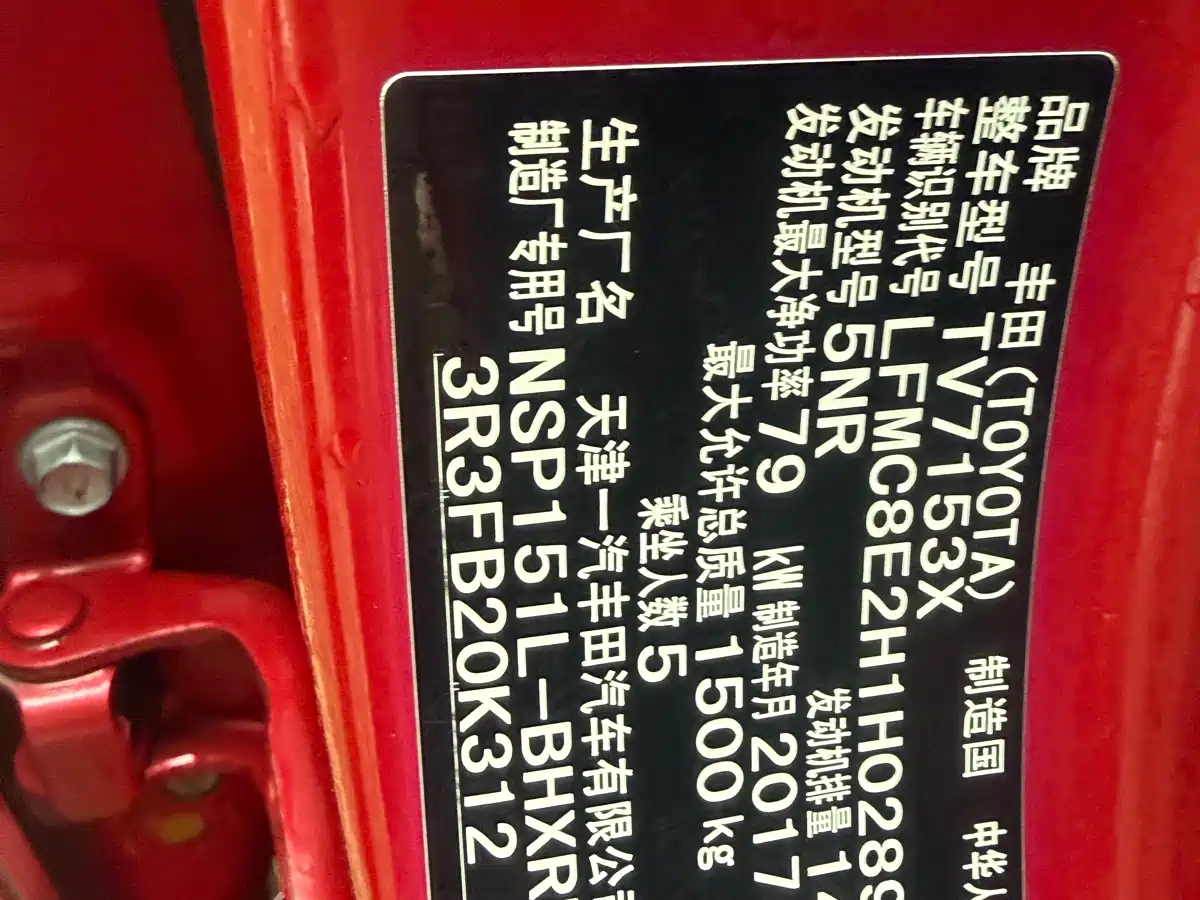 品牌 丰田(TOYOTA) 制造国 中华人
整车型号 TV7153X
车辆识别代号 LFMC8E2H1H0289
发动机型号 5NR 发动机排量 1
发动机最大净功率 79 kW 制造年月 2017
最大允许总质量 1500kg
乘坐人数 5
生产厂名 天津一汽丰田汽车有限公司
制造厂专用号 NSP151L-BHXR
3R3FB20K312